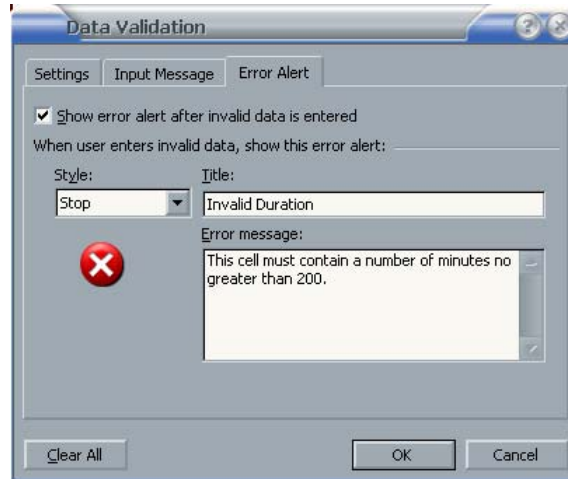 Data Validation
Settings
Input Message
Error Alert
Show error alert after invalid data is entered
When user enters invalid data, show this error alert:
Style:
Title:
Stop
Invalid Duration
Error message:
This cell must contain a number of minutes no
greater than 200.
Clear All
OK
Cancel